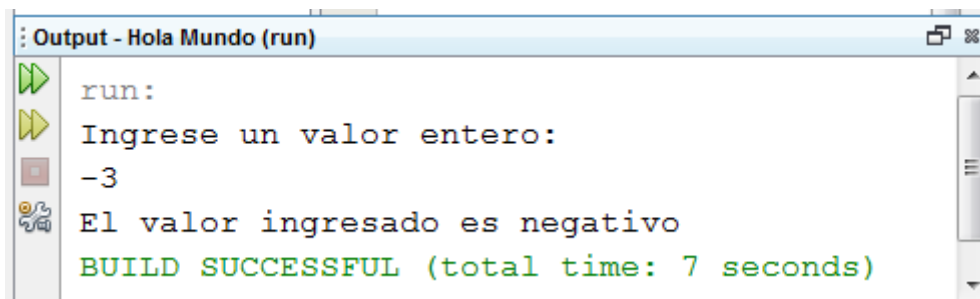 Output - Hola Mundo (run)
run:
Ingrese un valor entero:
-3
El valor ingresado es negativo
BUILD SUCCESSFUL (total time: 7 seconds)